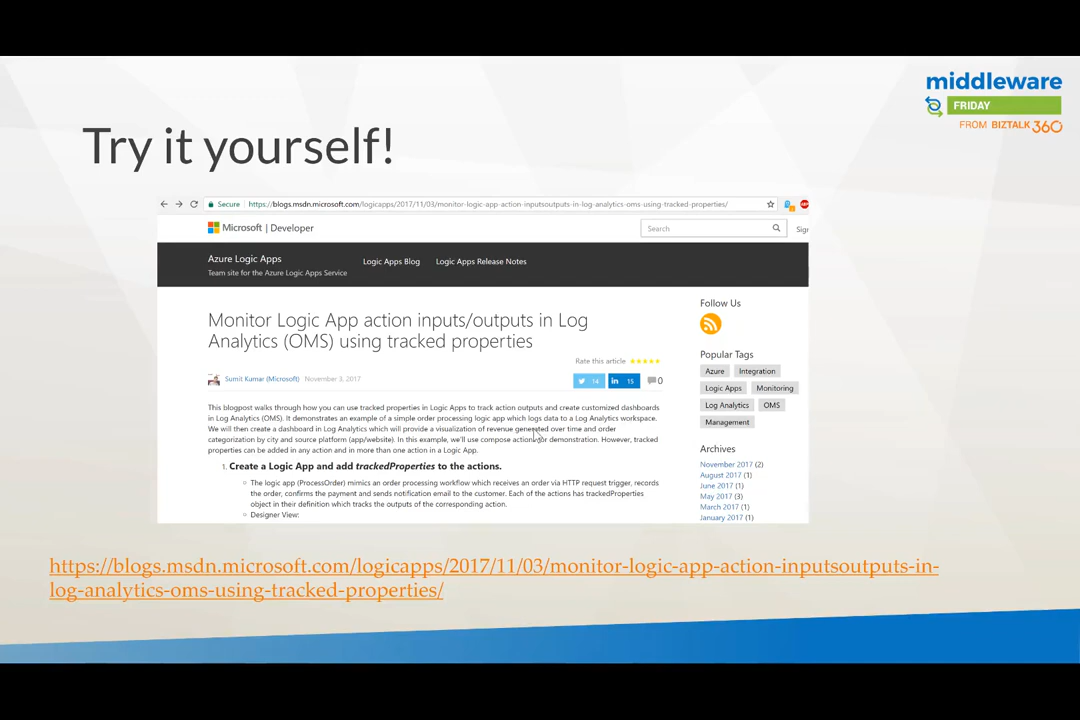 middleware
FRIDAY
FROM BIZTALK360
Try it yourself!
Secure https://blogs.msdn.microsoft.com/logicapps/2017/11/03/monitor-logic-app-action-inputsoutputs-in-log-analytics-oms-using-tracked-properties/
Microsoft | Developer
Search
Sign
Azure Logic Apps
Team site for the Azure Logic Apps Service
Logic Apps Blog Logic Apps Release Notes
Monitor Logic App action inputs/outputs in Log
Analytics (OMS) using tracked properties
Rate this article
Sumit Kumar (Microsoft) November 3, 2017
14
in 15
0
This blogpost walks through how you can use tracked properties in Logic Apps to track action outputs and create customized dashboards
in Log Analytics (OMS). It demonstrates an example of a simple order processing logic app which logs data to a Log Analytics workspace.
We will then create a dashboard in Log Analytics which will provide a visualization of revenue generated over time and order
categorization by city and source platform (app/website). In this example, we'll use compose action for demonstration. However, tracked
properties can be added in any action and in more than one action in a Logic App.
1. Create a Logic App and add trackedProperties to the actions.
The logic app (ProcessOrder) mimics an order processing workflow which receives an order via HTTP request trigger, records
the order, confirms the payment and sends notification email to the customer. Each of the actions has trackedProperties
object in their definition which tracks the outputs of the corresponding action.
Designer View:
Follow Us
Popular Tags
Azure Integration
Logic Apps Monitoring
Log Analytics OMS
Management
Archives
November 2017 (2)
August 2017 (1)
June 2017 (1)
May 2017 (3)
March 2017 (1)
January 2017 (1)
https://blogs.msdn.microsoft.com/logicapps/2017/11/03/monitor-logic-app-action-inputsoutputs-in-
log-analytics-oms-using-tracked-properties/